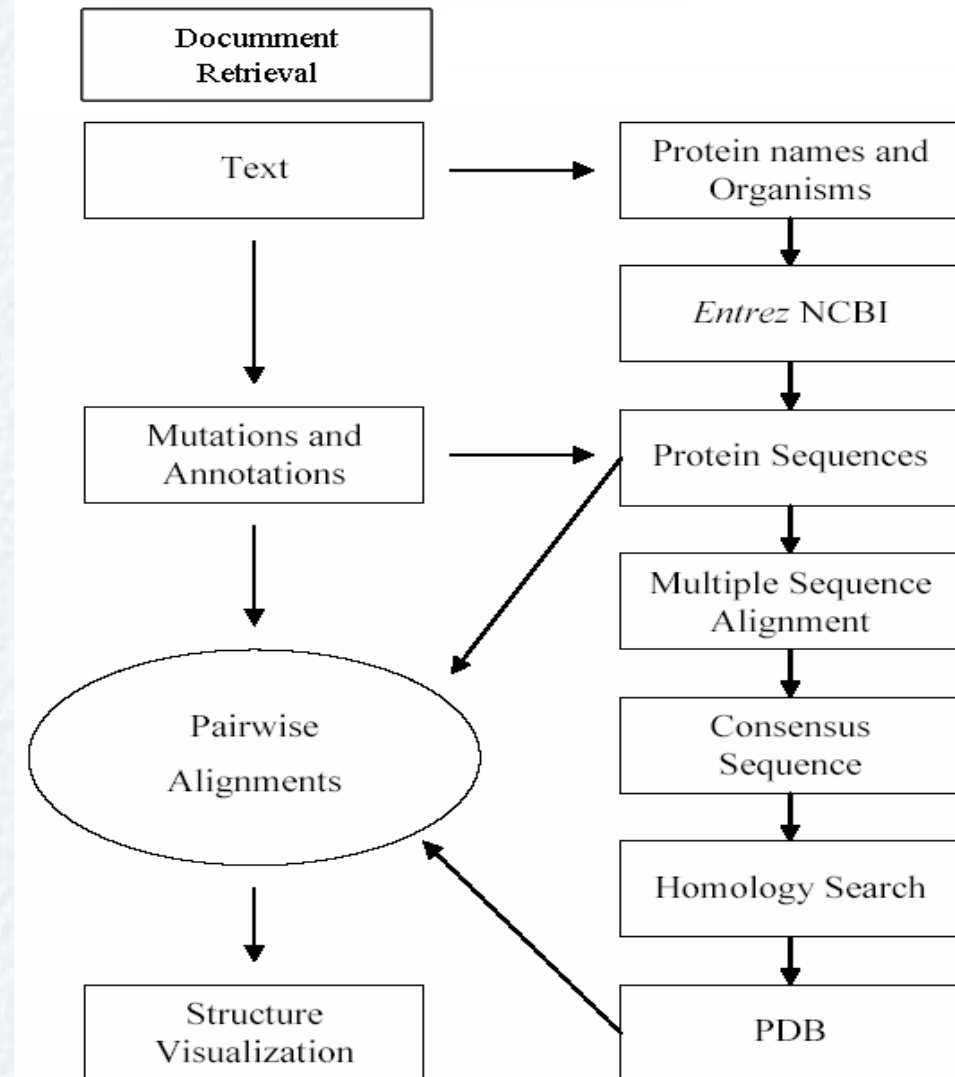 Documment
Retrieval
Text
Protein names and
Organisms
Entrez NCBI
Mutations and
Annotations
Protein Sequences
Multiple Sequence
Alignment
Pairwise
Alignments
Consensus
Sequence
Homology Search
Structure
Visualization
PDB